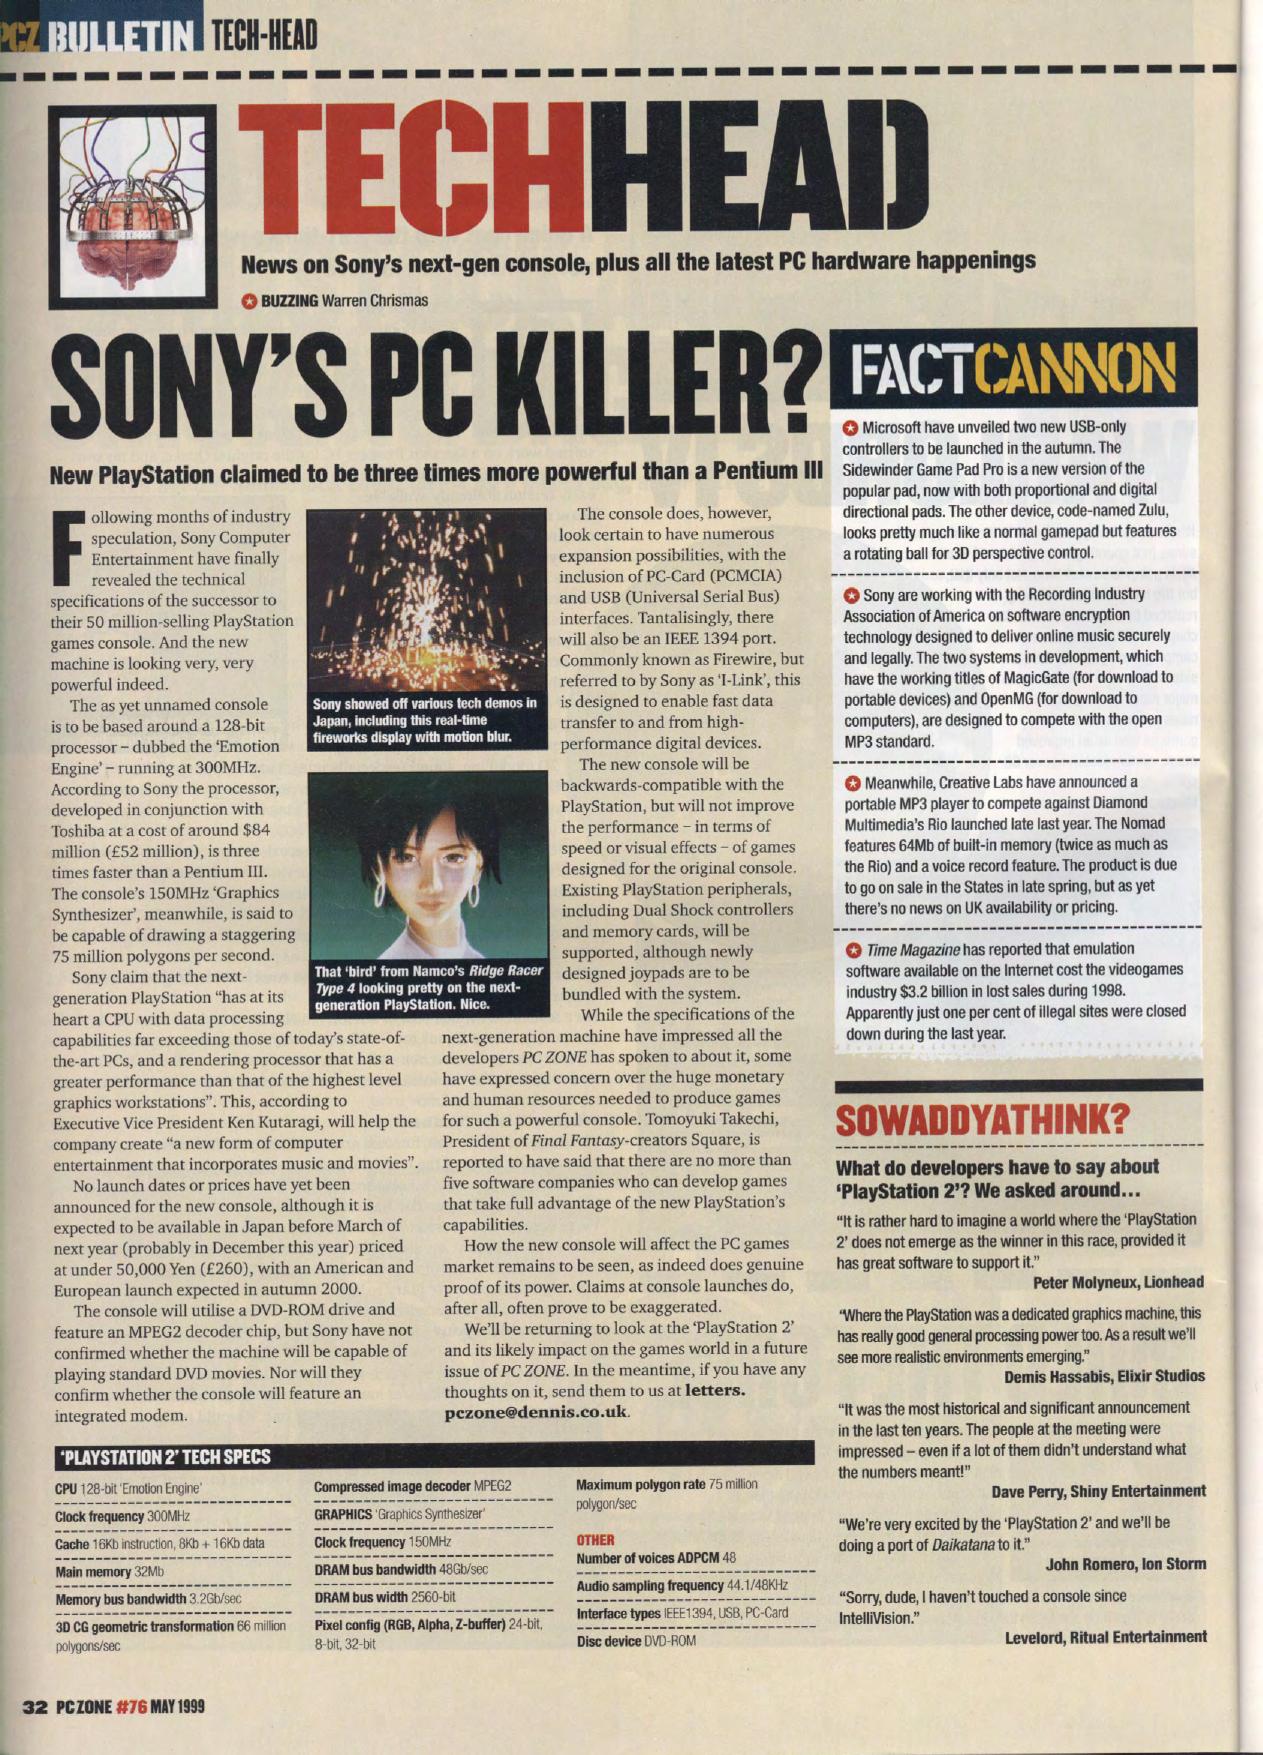 PCZ BULLETIN TECH-HEAD
TECHHEAD
News on Sony's next-gen console, plus all the latest PC hardware happenings
BUZZING Warren Chrismas
SONY'S PC KILLER?
New PlayStation claimed to be three times more powerful than a Pentium III
Following months of industry
speculation, Sony Computer
Entertainment have finally
revealed the technical
specifications of the successor to
their 50 million-selling PlayStation
games console. And the new
machine is looking very, very
powerful indeed.
The as yet unnamed console
is to be based around a 128-bit
processor – dubbed the 'Emotion
Engine' – running at 300MHz.
According to Sony the processor,
developed in conjunction with
Toshiba at a cost of around $84
million (£52 million), is three
times faster than a Pentium III.
The console's 150MHz 'Graphics
Synthesizer', meanwhile, is said to
be capable of drawing a staggering
75 million polygons per second.
Sony claim that the next-
generation PlayStation "has at its
heart a CPU with data processing
capabilities far exceeding those of today's state-of-
the-art PCs, and a rendering processor that has a
greater performance than that of the highest level
graphics workstations". This, according to
Executive Vice President Ken Kutaragi, will help the
company create "a new form of computer
entertainment that incorporates music and movies".
No launch dates or prices have yet been
announced for the new console, although it is
expected to be available in Japan before March of
next year (probably in December this year) priced
at under 50,000 Yen (£260), with an American and
European launch expected in autumn 2000.
The console will utilise a DVD-ROM drive and
feature an MPEG2 decoder chip, but Sony have not
confirmed whether the machine will be capable of
playing standard DVD movies. Nor will they
confirm whether the console will feature an
integrated modem.
Sony showed off various tech demos in
Japan, including this real-time
fireworks display with motion blur.
That 'bird' from Namco's Ridge Racer
Type 4 looking pretty on the next-
generation PlayStation. Nice.
The console does, however,
look certain to have numerous
expansion possibilities, with the
inclusion of PC-Card (PCMCIA)
and USB (Universal Serial Bus)
interfaces. Tantalisingly, there
will also be an IEEE 1394 port.
Commonly known as Firewire, but
referred to by Sony as 'I-Link', this
is designed to enable fast data
transfer to and from high-
performance digital devices.
The new console will be
backwards-compatible with the
PlayStation, but will not improve
the performance – in terms of
speed or visual effects – of games
designed for the original console.
Existing PlayStation peripherals,
including Dual Shock controllers
and memory cards, will be
supported, although newly
designed joypads are to be
bundled with the system.
While the specifications of the
next-generation machine have impressed all the
developers PC ZONE has spoken to about it, some
have expressed concern over the huge monetary
and human resources needed to produce games
for such a powerful console. Tomoyuki Takechi,
President of Final Fantasy-creators Square, is
reported to have said that there are no more than
five software companies who can develop games
that take full advantage of the new PlayStation's
capabilities.
How the new console will affect the PC games
market remains to be seen, as indeed does genuine
proof of its power. Claims at console launches do,
after all, often prove to be exaggerated.
We'll be returning to look at the 'PlayStation 2'
and its likely impact on the games world in a future
issue of PC ZONE. In the meantime, if you have any
thoughts on it, send them to us at letters.
pczone@dennis.co.uk.
'PLAYSTATION 2' TECH SPECS
CPU 128-bit 'Emotion Engine'
Clock frequency 300MHz
Cache 16Kb instruction, 8Kb + 16Kb data
Main memory 32Mb
Memory bus bandwidth 3.2Gb/sec
3D CG geometric transformation 66 million
polygons/sec
Compressed image decoder MPEG2
GRAPHICS 'Graphics Synthesizer'
Clock frequency 150MHz
DRAM bus bandwidth 48Gb/sec
DRAM bus width 2560-bit
Pixel config (RGB, Alpha, Z-buffer) 24-bit,
8-bit, 32-bit
Maximum polygon rate 75 million
polygon/sec
OTHER
Number of voices ADPCM 48
Audio sampling frequency 44.1/48KHz
Interface types IEEE1394, USB, PC-Card
Disc device DVD-ROM
FACTCANNON
Microsoft have unveiled two new USB-only
controllers to be launched in the autumn. The
Sidewinder Game Pad Pro is a new version of the
popular pad, now with both proportional and digital
directional pads. The other device, code-named Zulu,
looks pretty much like a normal gamepad but features
a rotating ball for 3D perspective control.
Sony are working with the Recording Industry
Association of America on software encryption
technology designed to deliver online music securely
and legally. The two systems in development, which
have the working titles of MagicGate (for download to
portable devices) and OpenMG (for download to
computers), are designed to compete with the open
MP3 standard.
Meanwhile, Creative Labs have announced a
portable MP3 player to compete against Diamond
Multimedia's Rio launched late last year. The Nomad
features 64Mb of built-in memory (twice as much as
the Rio) and a voice record feature. The product is due
to go on sale in the States in late spring, but as yet
there's no news on UK availability or pricing.
Time Magazine has reported that emulation
software available on the Internet cost the videogames
industry $3.2 billion in lost sales during 1998.
Apparently just one per cent of illegal sites were closed
down during the last year.
SOWADDYATHINK?
What do developers have to say about
'PlayStation 2'? We asked around...
"It is rather hard to imagine a world where the 'PlayStation
2' does not emerge as the winner in this race, provided it
has great software to support it."
Peter Molyneux, Lionhead
"Where the PlayStation was a dedicated graphics machine, this
has really good general processing power too. As a result we'll
see more realistic environments emerging."
Demis Hassabis, Elixir Studios
"It was the most historical and significant announcement
in the last ten years. The people at the meeting were
impressed – even if a lot of them didn't understand what
the numbers meant!"
Dave Perry, Shiny Entertainment
"We're very excited by the 'PlayStation 2' and we'll be
doing a port of Daikatana to it."
John Romero, Ion Storm
"Sorry, dude, I haven't touched a console since
IntelliVision."
Levelord, Ritual Entertainment
32 PC ZONE #76 MAY 1999